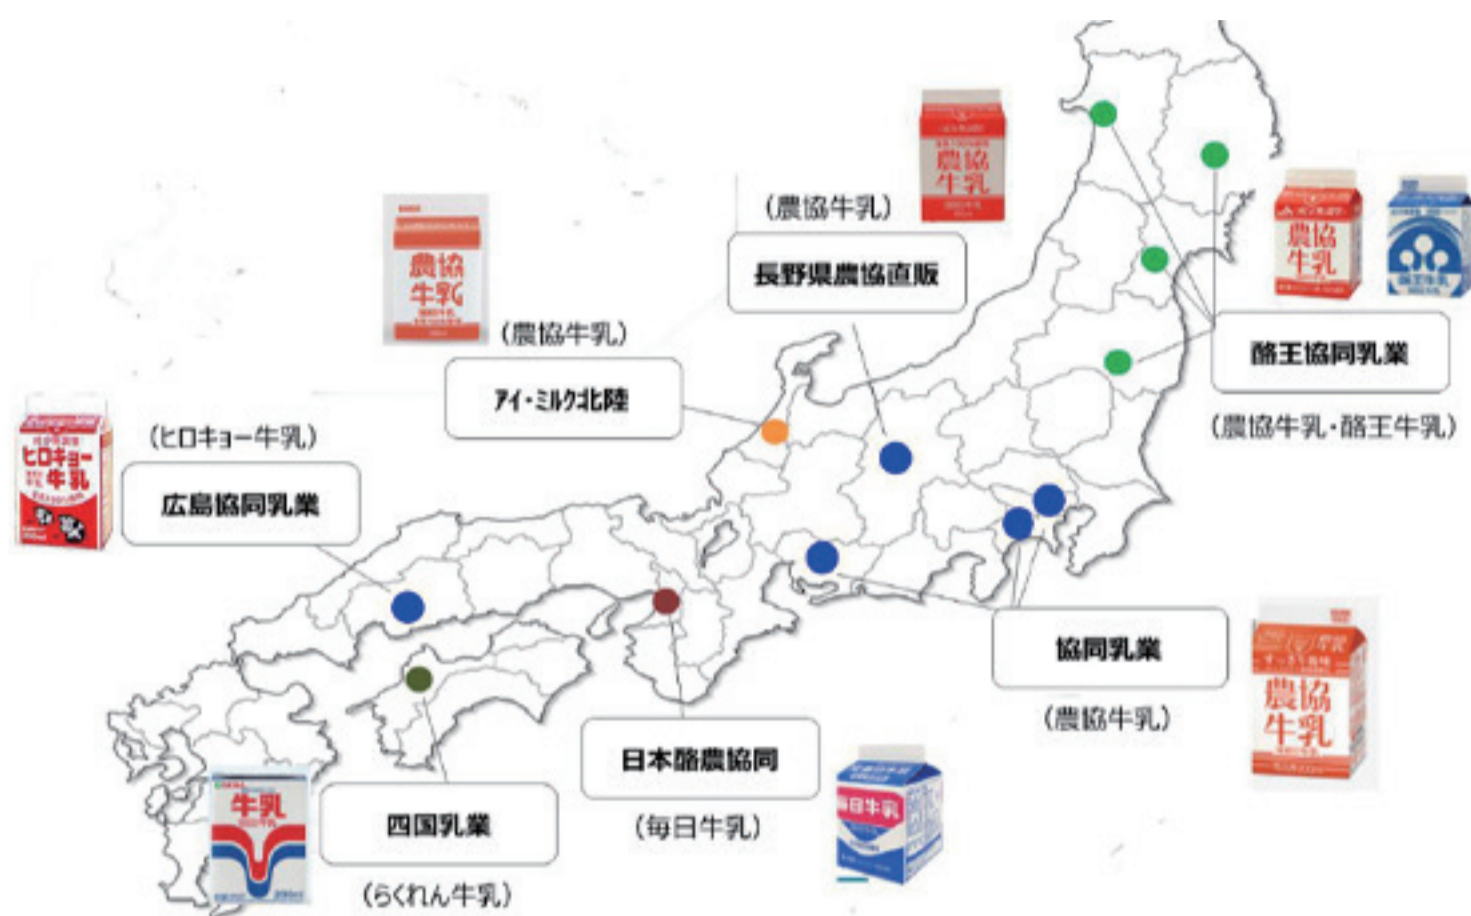 (農協牛乳)
長野県農協直販
農協
牛乳
農協
牛乳
酪王牛乳
酪王協同乳業
(農協牛乳・酪王牛乳)
農協
牛乳
(農協牛乳)
アイ・ミルク北陸
ヒロキョー
牛乳
(ヒロキョー牛乳)
広島協同乳業
協同乳業
(農協牛乳)
農協
牛乳
日本酪農協同
(毎日牛乳)
毎日牛乳
牛乳
四国乳業
(らくれん牛乳)